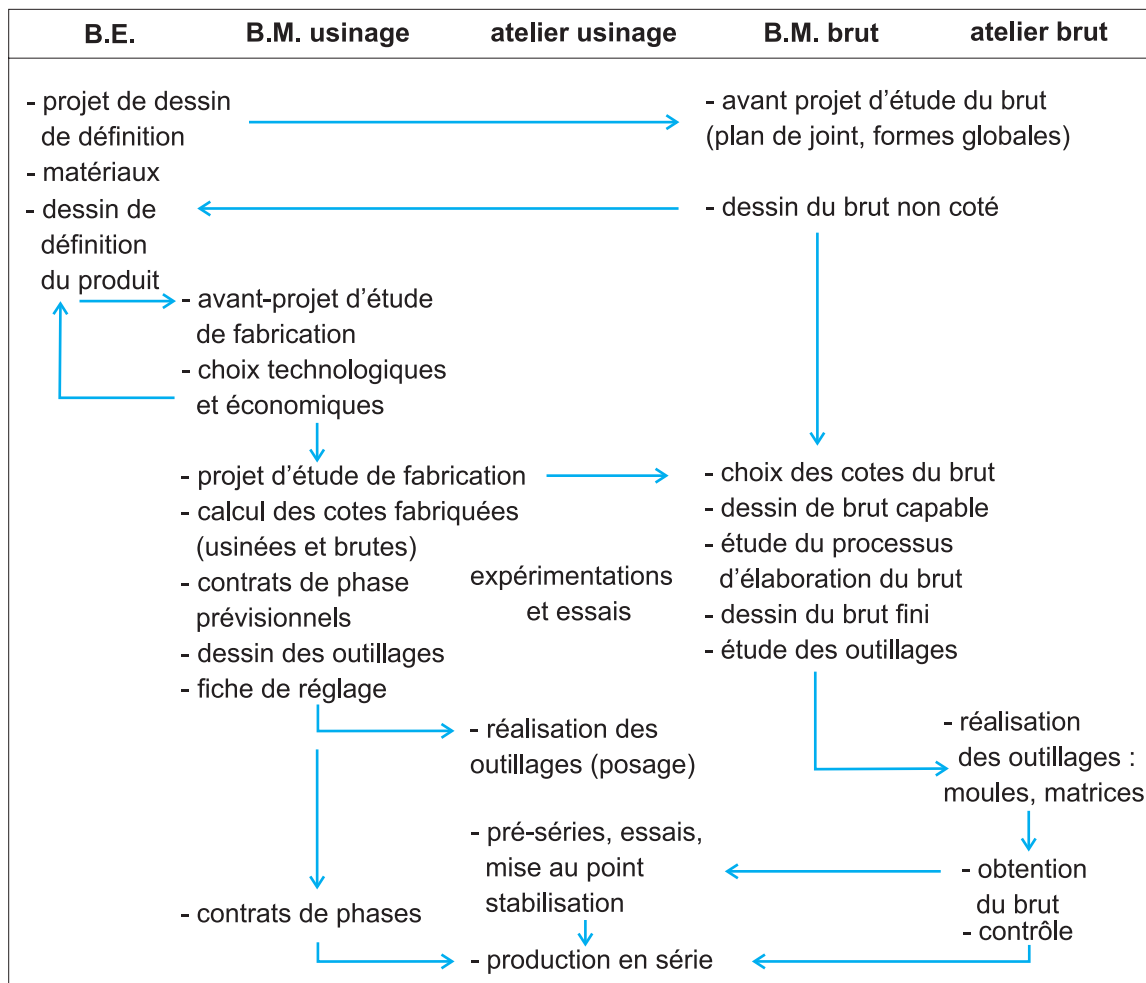 B.E.
B.M. usinage
atelier usinage
B.M. brut
atelier brut
- projet de dessin
de définition
- matériaux
- dessin de
définition
du produit
- avant projet d'étude du brut
(plan de joint, formes globales)
- dessin du brut non coté
- avant-projet d'étude
de fabrication
- choix technologiques
et économiques
- projet d'étude de fabrication
- calcul des cotes fabriquées
(usinées et brutes)
- contrats de phase
prévisionnels
- dessin des outillages
- fiche de réglage
expérimentations
et essais
- choix des cotes du brut
- dessin de brut capable
- étude du processus
d'élaboration du brut
- dessin du brut fini
- étude des outillages
- réalisation des
outillages (posage)
- réalisation
des outillages :
moules, matrices
- pré-séries, essais,
mise au point
stabilisation
- obtention
du brut
- contrôle
- contrats de phases
- production en série